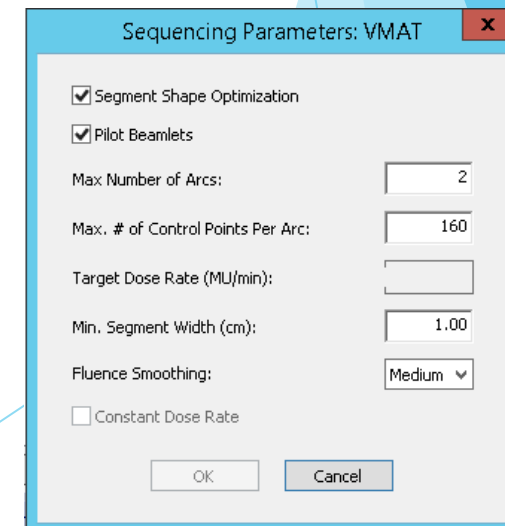 Sequencing Parameters: VMAT
x
Segment Shape Optimization
Pilot Beamlets
Max Number of Arcs: 2
Max. # of Control Points Per Arc: 160
Target Dose Rate (MU/min):
Min. Segment Width (cm): 1.00
Fluence Smoothing: Medium
Constant Dose Rate
OK Cancel